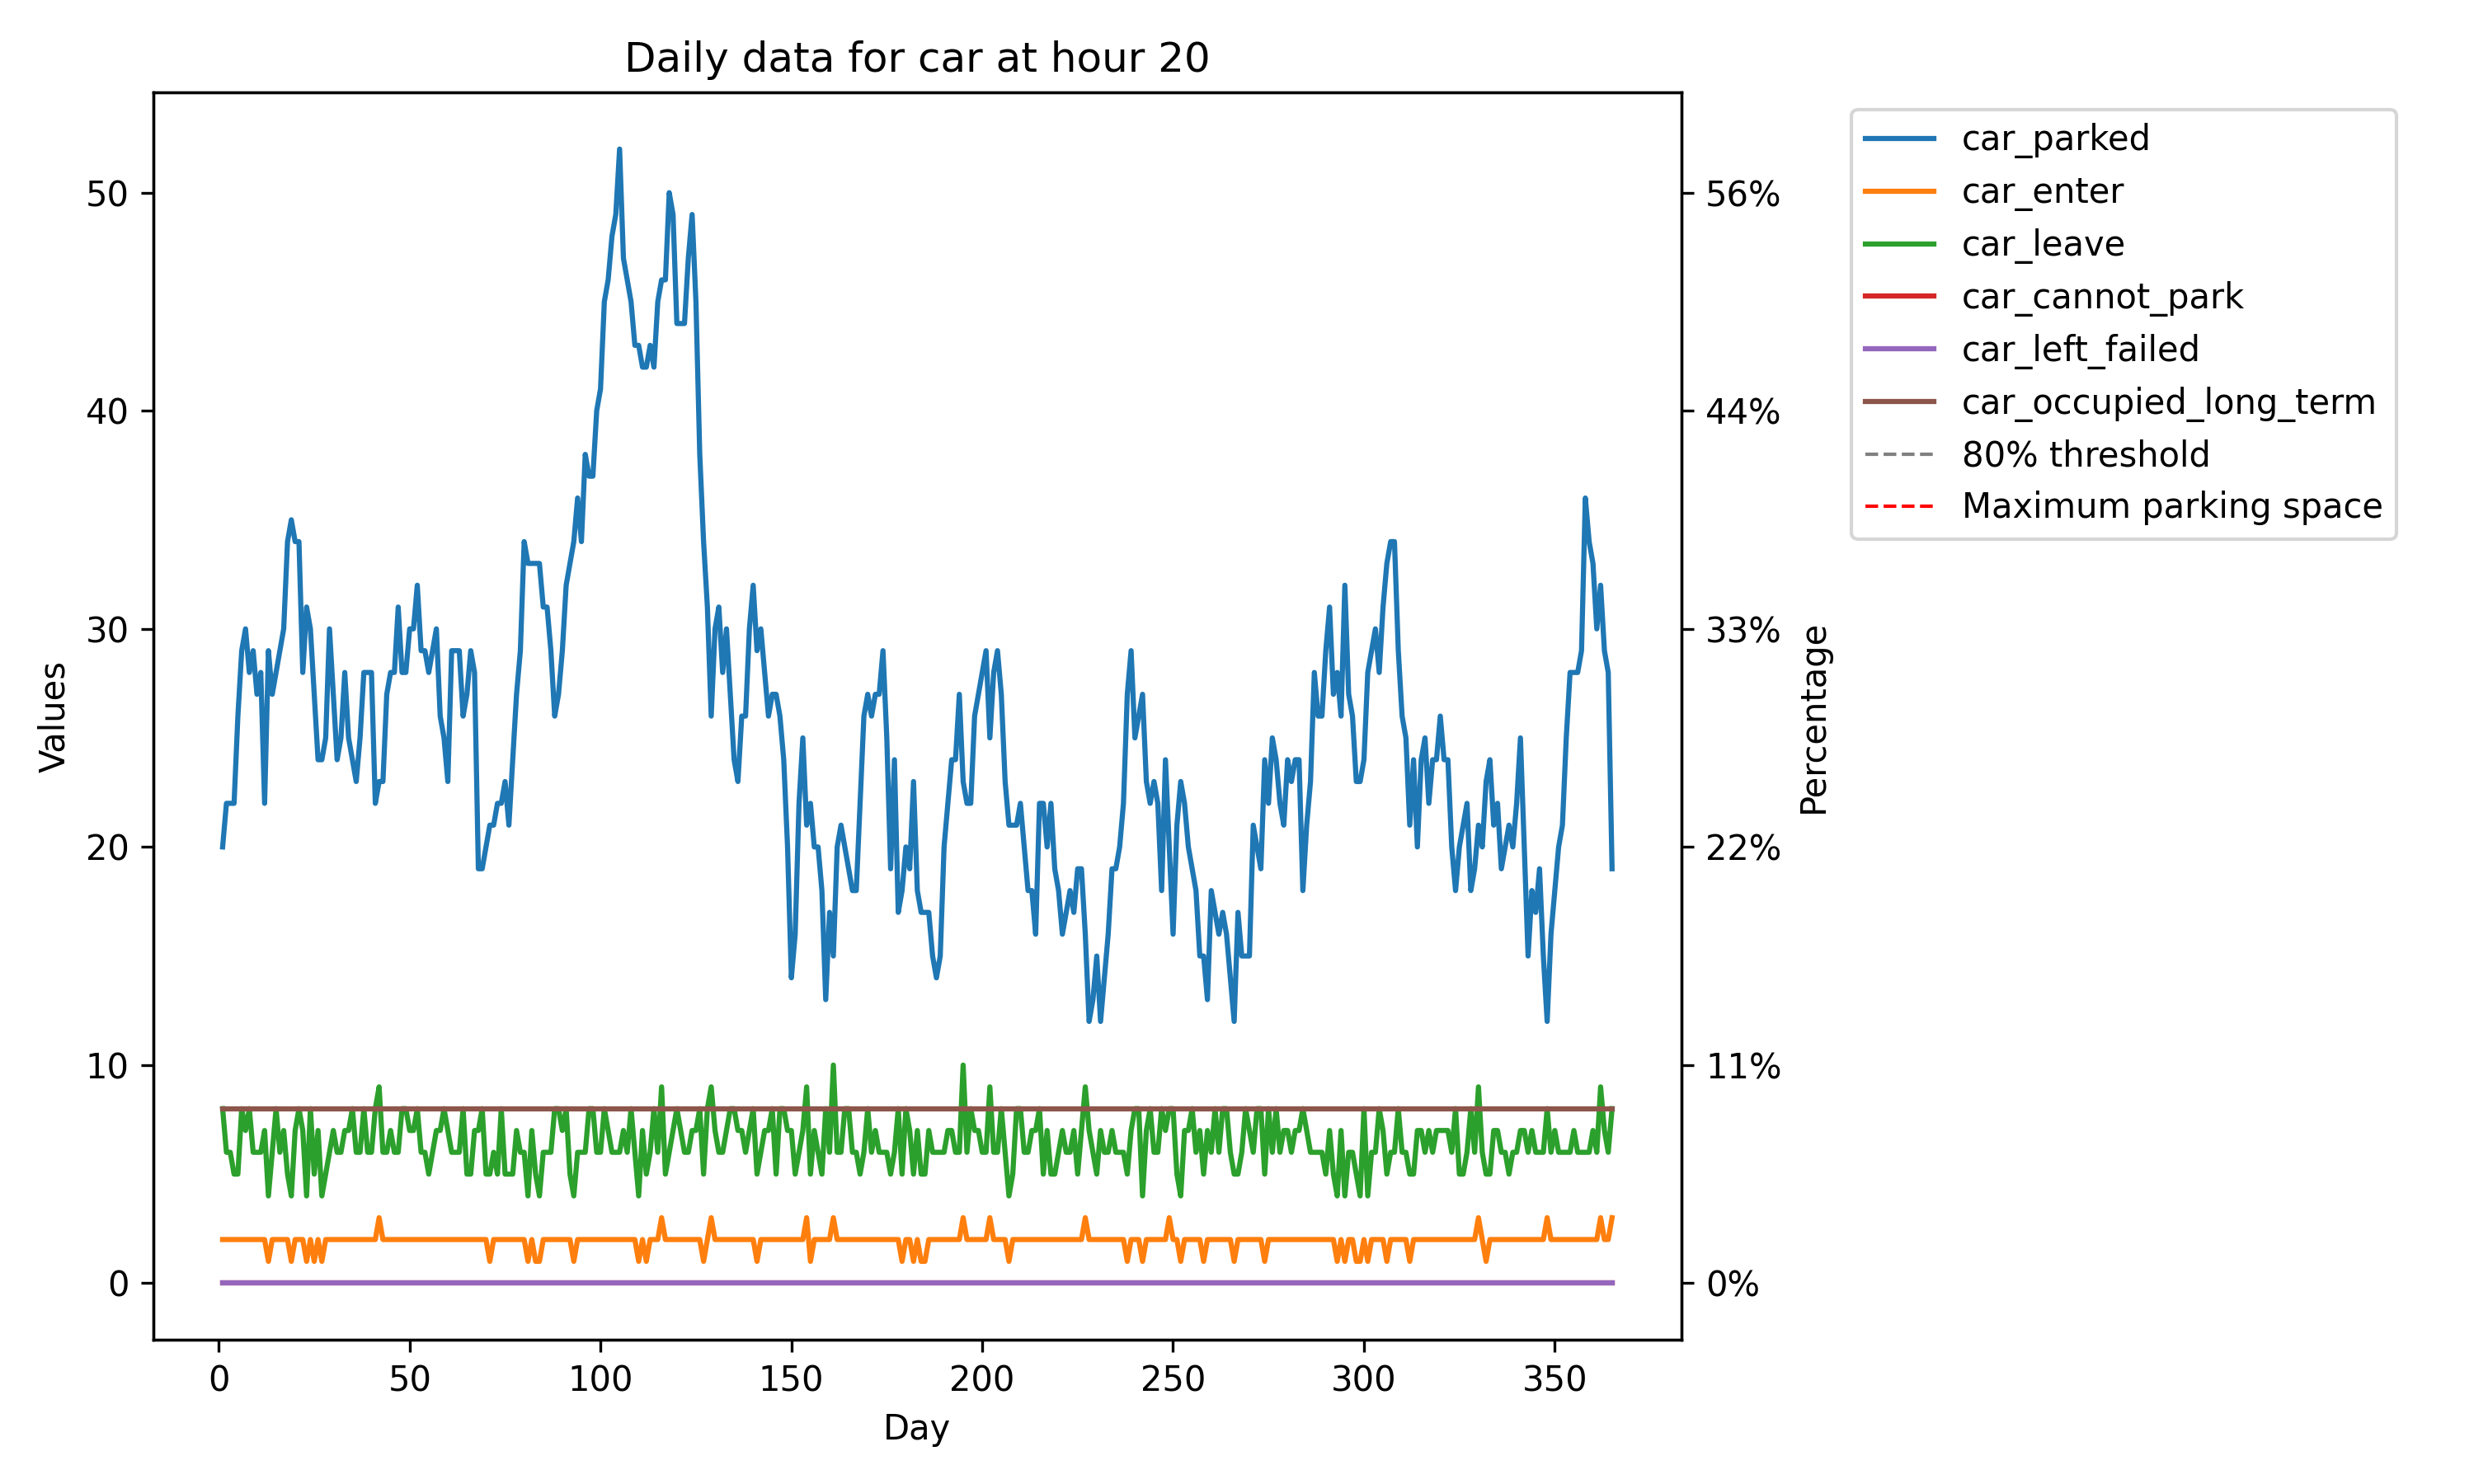 Daily data for car at hour 20
Values
50
40
30
20
10
0
0
50
100
150
200
250
300
350
Day
56%
44%
33%
22%
11%
0%
Percentage
car_parked
car_enter
car_leave
car_cannot_park
car_left_failed
car_occupied_long_term
80% threshold
Maximum parking space